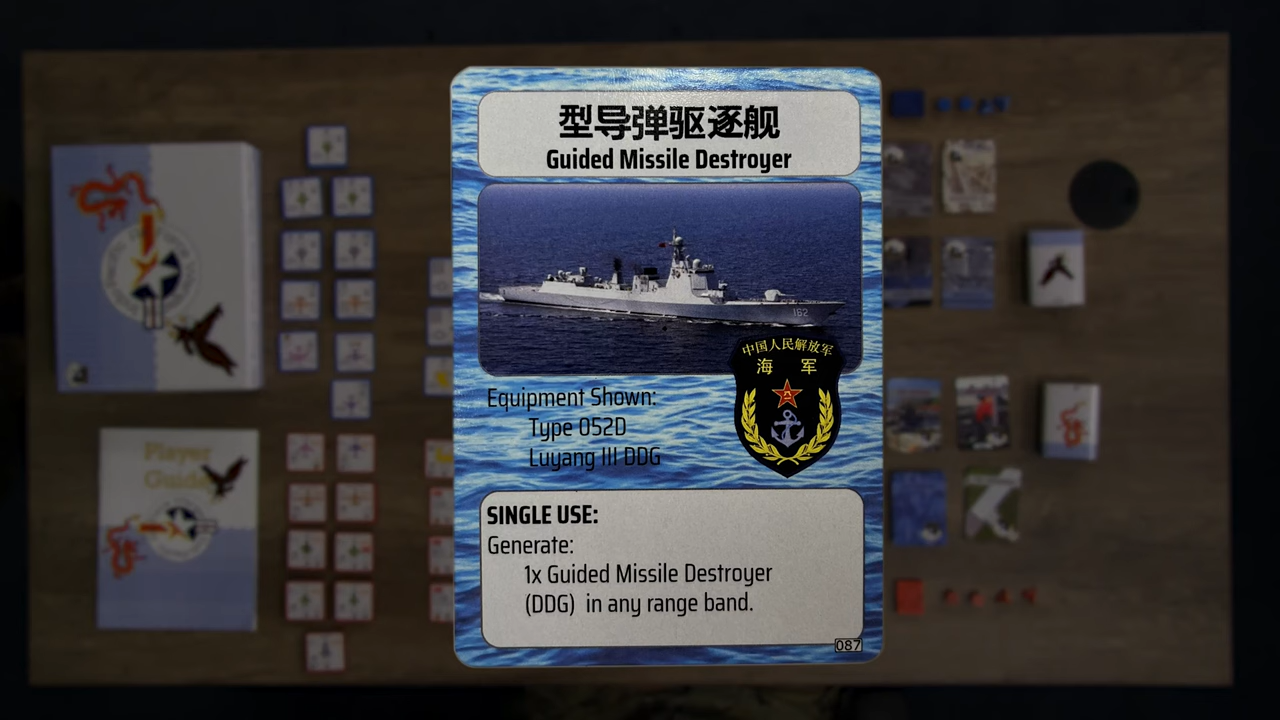 型导弹驱逐舰
Guided Missile Destroyer
162
中国人民解放军
海 军
Equipment Shown:
Type 052D
Luyang III DDG
SINGLE USE:
Generate:
1x Guided Missile Destroyer
(DDG) in any range band.
087
Player
Guide